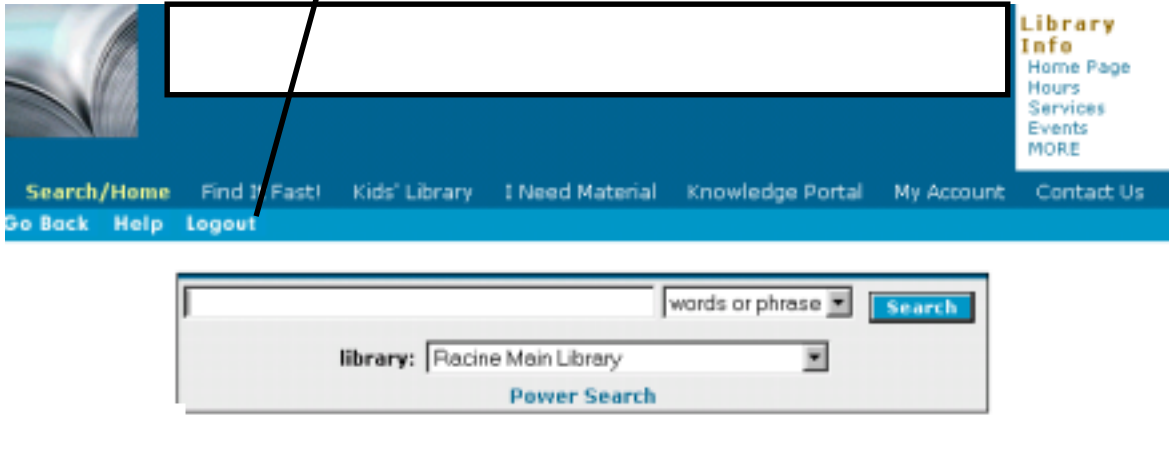 Library
Info
Home Page
Hours
Services
Events
MORE
Search/Home Find It Fast! Kids' Library I Need Material Knowledge Portal My Account Contact Us
Go Back Help Logout
words or phrase Search
library: Racine Main Library
Power Search